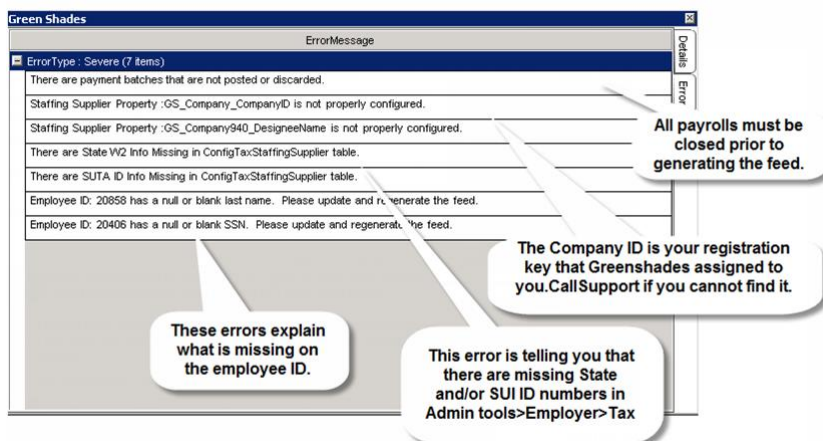 Green Shades
ErrorMessage
Details
Error
ErrorType : Severe (7 items)
There are payment batches that are not posted or discarded.
Staffing Supplier Property :GS_Company_CompanyID is not properly configured.
Staffing Supplier Property :GS_Company940_DesigneeName is not properly configured.
There are State W2 Info Missing in ConfigTaxStaffingSupplier table.
There are SUTA ID Info Missing in ConfigTaxStaffingSupplier table.
Employee ID: 20858 has a null or blank last name. Please update and regenerate the feed.
Employee ID: 20406 has a null or blank SSN. Please update and regenerate the feed.
All payrolls must be
closed prior to
generating the feed.
The Company ID is your registration
key that Greenshades assigned to
you.CallSupport if you cannot find it.
These errors explain
what is missing on
the employee ID.
This error is telling you that
there are missing State
and/or SUI ID numbers in
Admin tools>Employer>Tax